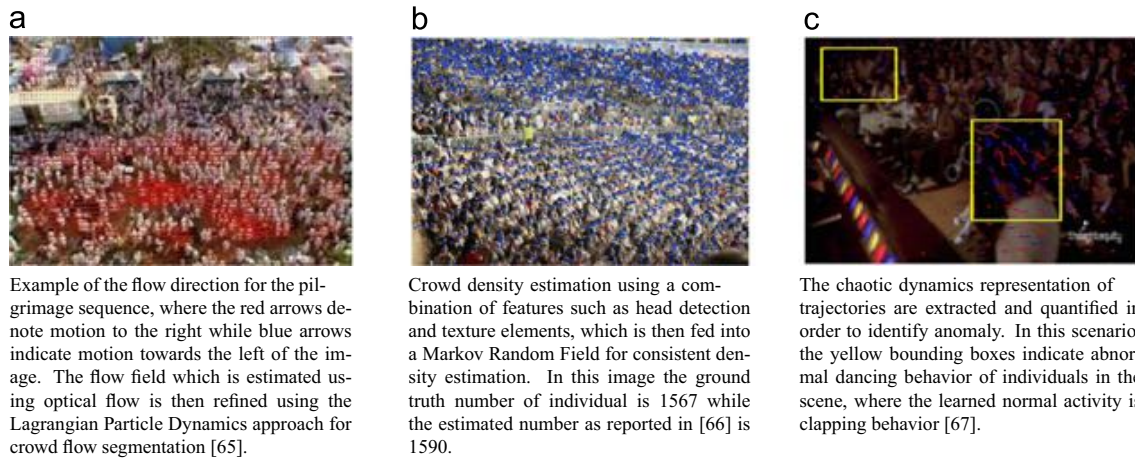 a
b
c
Example of the flow direction for the pil-
grimage sequence, where the red arrows de-
note motion to the right while blue arrows
indicate motion towards the left of the im-
age. The flow field which is estimated us-
ing optical flow is then refined using the
Lagrangian Particle Dynamics approach for
crowd flow segmentation [65].
Crowd density estimation using a com-
bination of features such as head detection
and texture elements, which is then fed into
a Markov Random Field for consistent den-
sity estimation. In this image the ground
truth number of individual is 1567 while
the estimated number as reported in [66] is
1590.
The chaotic dynamics representation of
trajectories are extracted and quantified in
order to identify anomaly. In this scenario
the yellow bounding boxes indicate abnor-
mal dancing behavior of individuals in the
scene, where the learned normal activity is
clapping behavior [67].